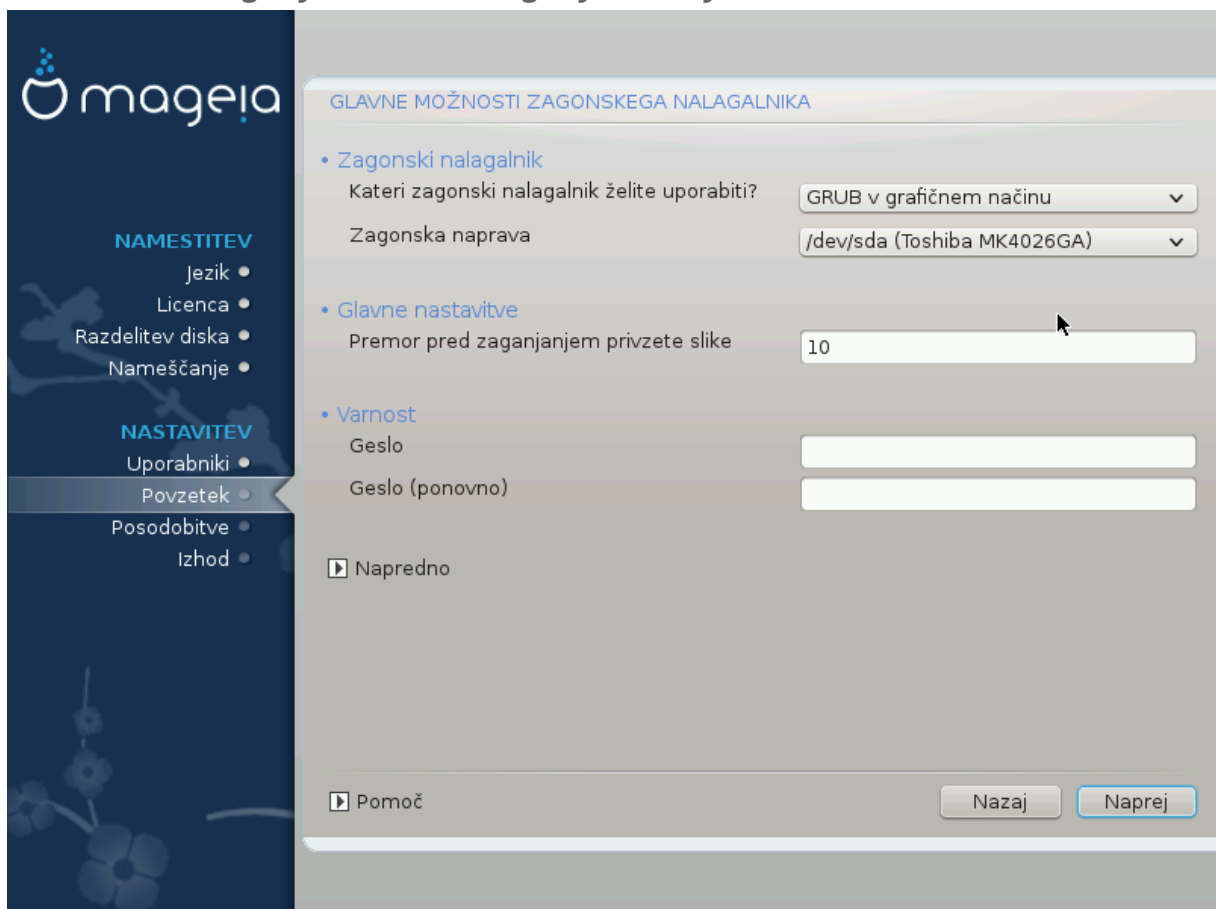 mageia
NAMESTITEV
Jezik
Licenca
Razdelitev diska
Nameščanje
NASTAVITEV
Uporabniki
Povzetek
Posodobitve
Izhod
GLAVNE MOŽNOSTI ZAGONSKEGA NALAGALNIKA
• Zagonski nalagalnik
Kateri zagonski nalagalnik želite uporabiti? GRUB v grafičnem načinu
Zagonska naprava /dev/sda (Toshiba MK4026GA)
• Glavne nastavitve
Premor pred zaganjanjem privzete slike 10
• Varnost
Geslo
Geslo (ponovno)
Napredno
Pomoč Nazaj Naprej